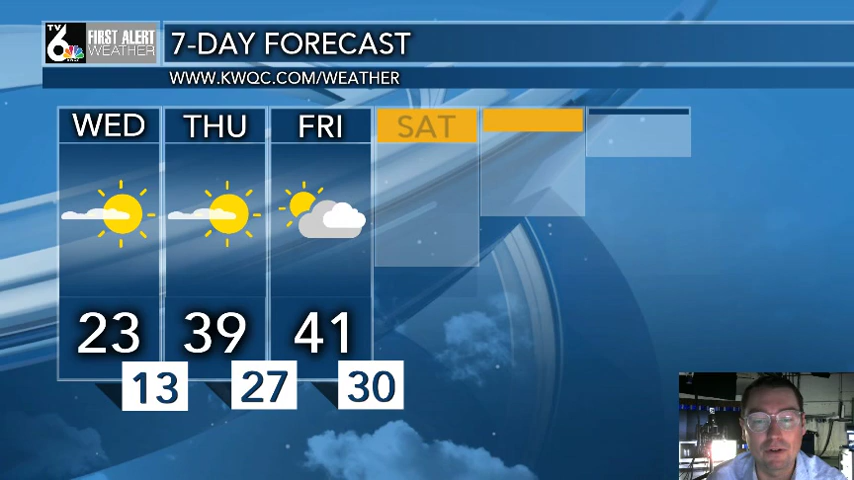 TV
6
FIRST ALERT
WEATHER
7-DAY FORECAST
WWW.KWQC.COM/WEATHER
WED THU FRI SAT
23 39 41
13 27 30